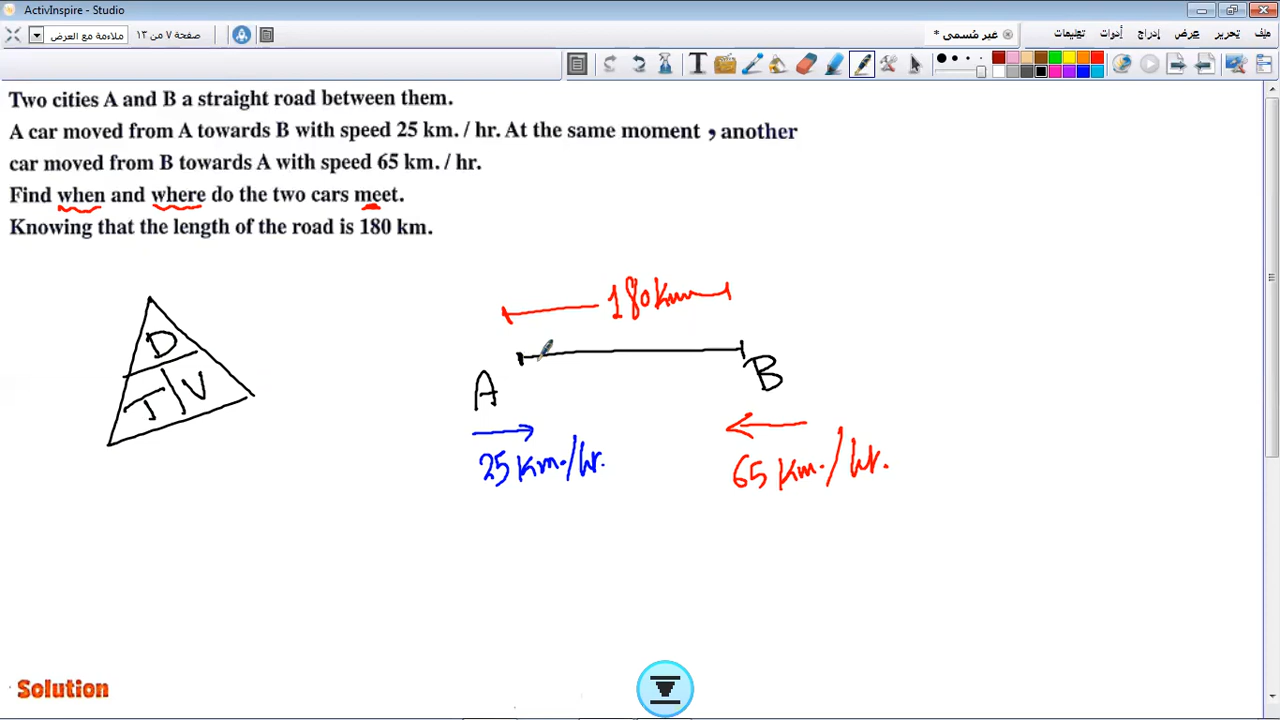 ActivInspire - Studio
ملاءمة مع العرض
صفحة ٧ من ١٣
غير مُسمى *
ملف تحرير عرض إدراج أدوات تعليمات
Two cities A and B a straight road between them.
A car moved from A towards B with speed 25 km. / hr. At the same moment , another
car moved from B towards A with speed 65 km. / hr.
Find when and where do the two cars meet.
Knowing that the length of the road is 180 km.
180 Km
D
T V
A
B
25 Km./hr.
65 Km./hr.
Solution